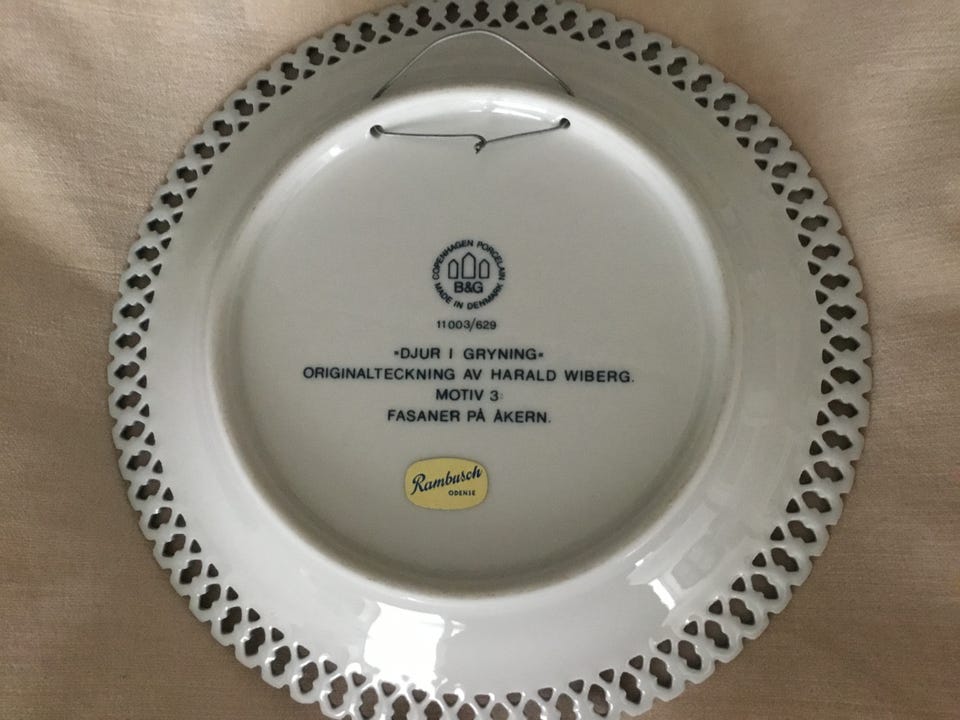 COPENHAGEN PORCELAIN
B&G
MADE IN DENMARK
11003/629
"DJUR I GRYNING"
ORIGINALTECKNING AV HARALD WIBERG.
MOTIV 3:
FASANER PÅ ÅKERN.
Rambusch
ODENSE